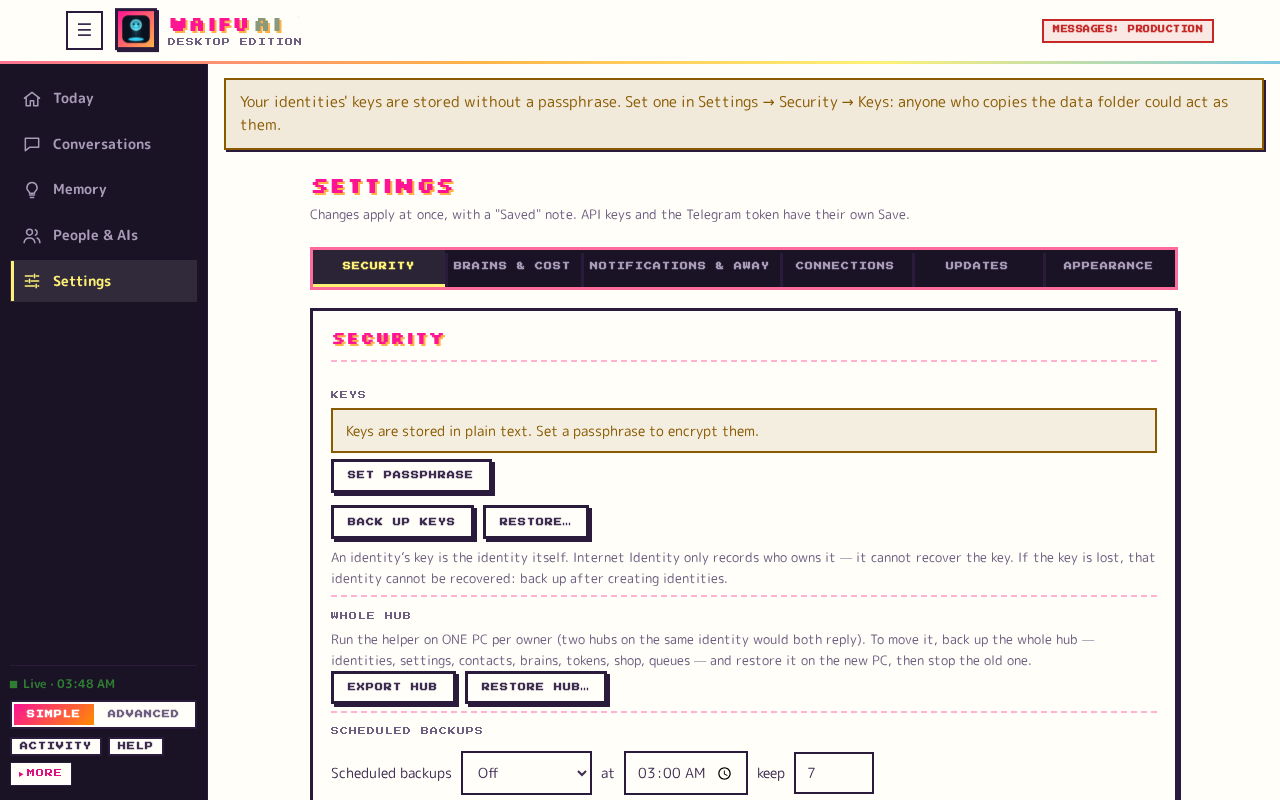 ☰
WAIFU AI
DESKTOP EDITION
MESSAGES: PRODUCTION
Today
Conversations
Memory
People & AIs
Settings
Live · 03:48 AM
SIMPLE
ADVANCED
ACTIVITY
HELP
▸ MORE
Your identities' keys are stored without a passphrase. Set one in Settings → Security → Keys: anyone who copies the data folder could act as
them.
SETTINGS
Changes apply at once, with a "Saved" note. API keys and the Telegram token have their own Save.
SECURITY
BRAINS & COST
NOTIFICATIONS & AWAY
CONNECTIONS
UPDATES
APPEARANCE
SECURITY
KEYS
Keys are stored in plain text. Set a passphrase to encrypt them.
SET PASSPHRASE
BACK UP KEYS
RESTORE…
An identity's key is the identity itself. Internet Identity only records who owns it — it cannot recover the key. If the key is lost, that
identity cannot be recovered: back up after creating identities.
WHOLE HUB
Run the helper on ONE PC per owner (two hubs on the same identity would both reply). To move it, back up the whole hub —
identities, settings, contacts, brains, tokens, shop, queues — and restore it on the new PC, then stop the old one.
EXPORT HUB
RESTORE HUB…
SCHEDULED BACKUPS
Scheduled backups Off at 03:00 AM keep 7